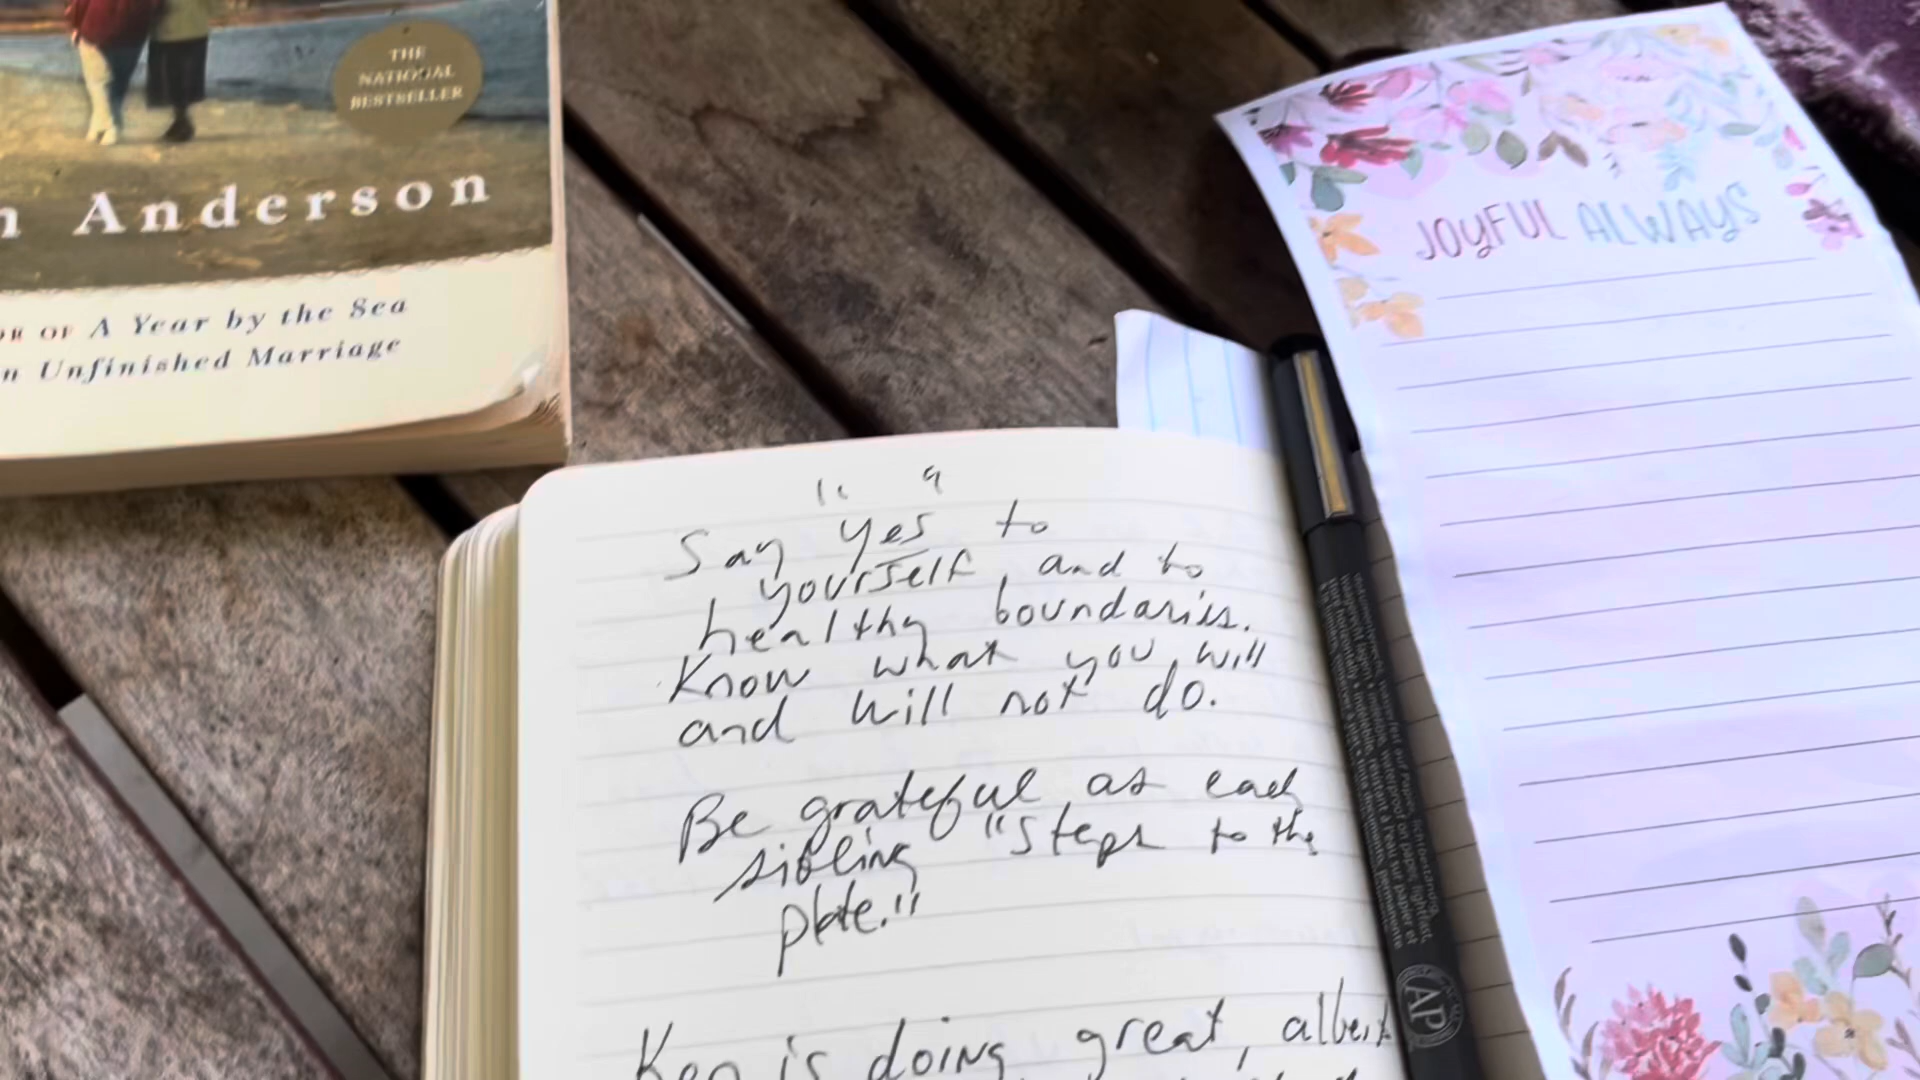 THE
NATIONAL
BESTSELLER
Anderson
OF A Year by the Sea
Unfinished Marriage
JOYFUL ALWAYS
Say "Yes" to
yourself, and to
healthy boundaries.
Know what you will
and will not do.
Be grateful as each
sibling "steps to the
plate."
Ken is doing great, albeit
AP